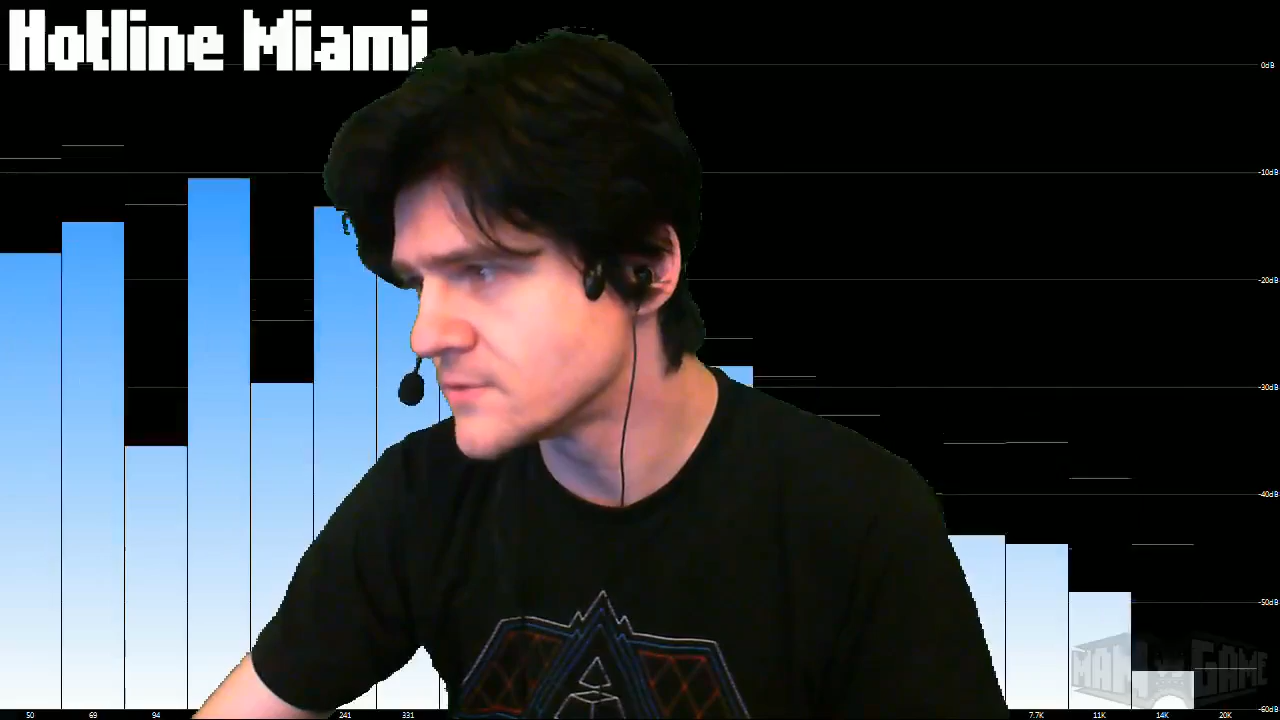 Hotline Miami
0dB
-10dB
-20dB
-30dB
-40dB
-50dB
MAN VS GAME
-60dB
50 69 94 241 331 7.7K 11K 14K 20K